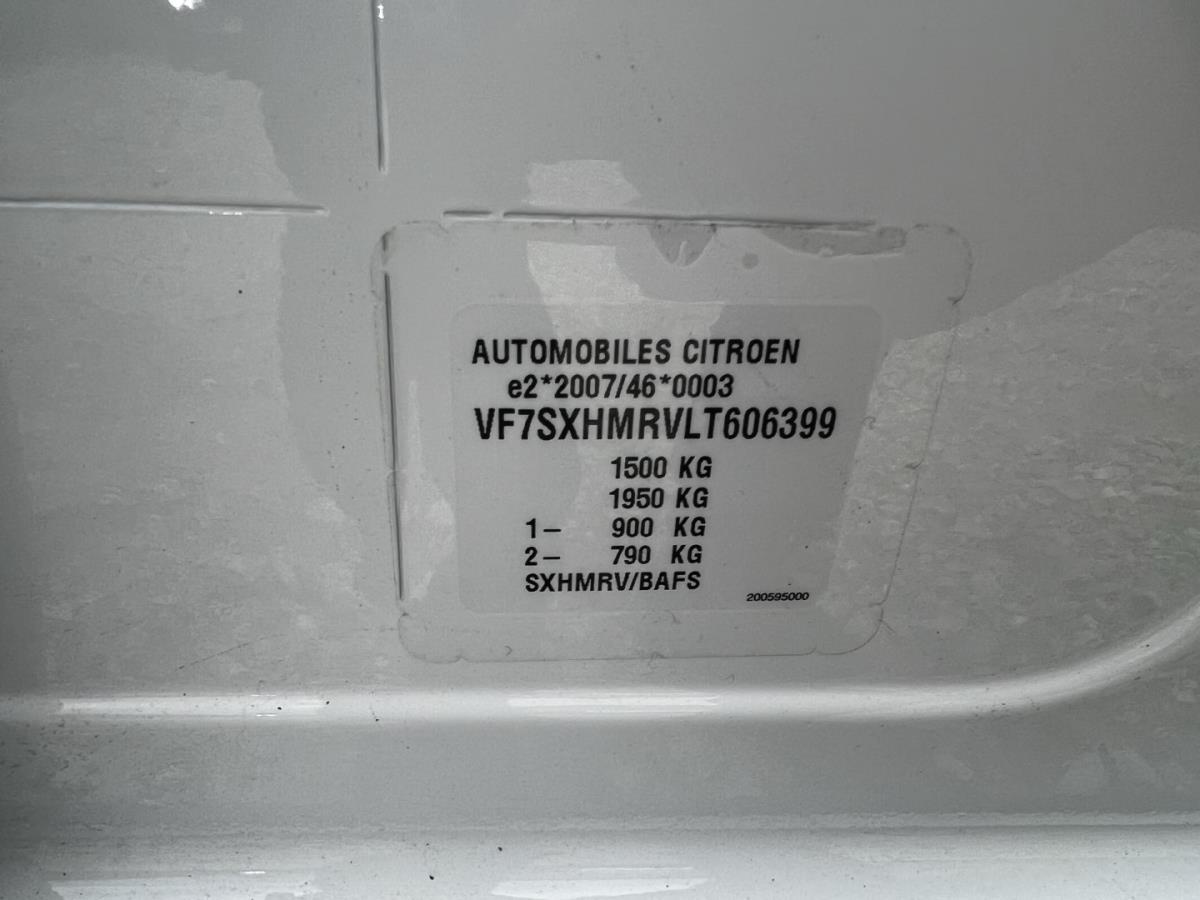 AUTOMOBILES CITROEN
e2*2007/46*0003
VF7SXHMRVLT606399
1500 KG
1950 KG
1– 900 KG
2– 790 KG
SXHMRV/BAFS
200595000